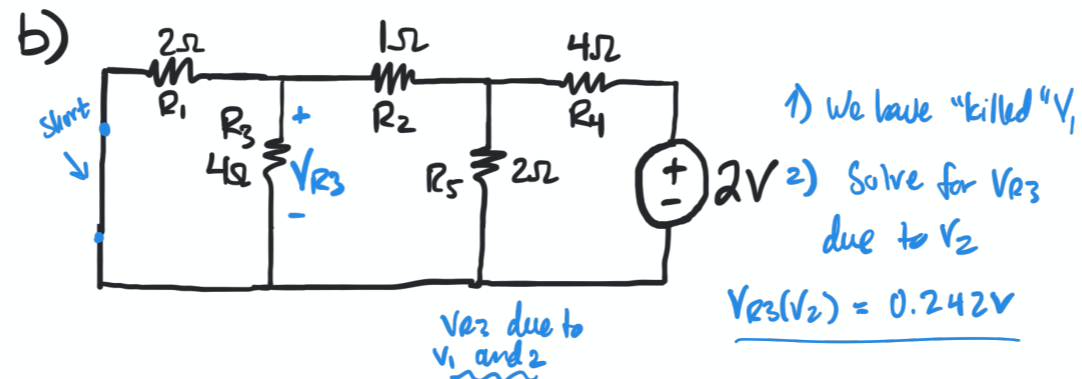 b)
2Ω
1Ω
4Ω
R₁
R₂
R₄
short
R₃
4Ω
+
VR3
-
R₅
2Ω
+
-
2V
1) We have "killed" V₁
2) Solve for VR3
due to V₂
VR3(V₂) = 0.242V
VR3 due to
V₁ and 2